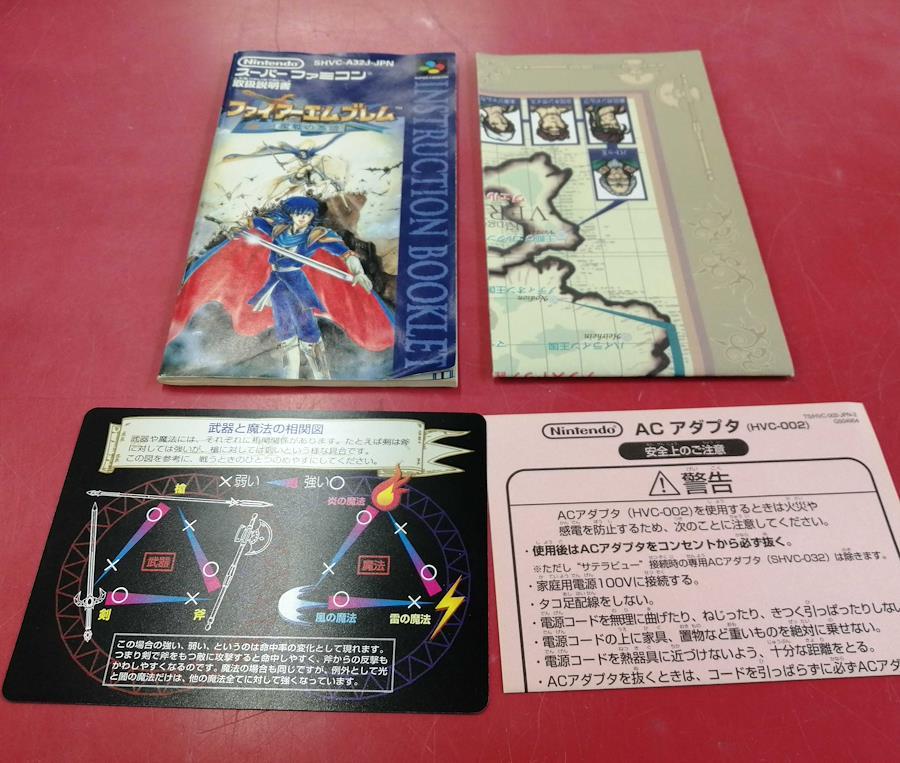 Nintendo SHVC-A32J-JPN
スーパーファミコン
取扱説明書
ファイアーエムブレム
INSTRUCTION BOOKLET
ノディオン王国
Nodion
Heirhein
ハイライン王国
武器と魔法の相関図
武器や魔法には、それぞれに相関関係があります。たとえば剣は斧
に対しては強いが、槍に対しては弱いという様な具合です。
この図を参考に、戦うときのひとつのめやすにしてください。
×弱い 強い○
槍
武器
剣
斧
炎の魔法
魔法
風の魔法
雷の魔法
この場合の強い、弱い、というのは命中率の変化として現れます。
つまり剣で斧をもつ敵に攻撃すると命中しやすく、斧からの反撃も
かわしやすくなるのです。魔法の場合も同じですが、例外として光
と闇の魔法だけは、他の魔法全てに対して強くなっています。
Nintendo ACアダプタ (HVC-002)
安全上のご注意
警告
ACアダプタ (HVC-002) を使用するときは火災や
感電を防止するため、次のことに注意してください。
・使用後はACアダプタをコンセントから必ず抜く。
※ただし“サテラビュー”接続時の専用ACアダプタ (SHVC-032) は除きます。
・家庭用電源100Vに接続する。
・タコ足配線をしない。
・電源コードを無理に曲げたり、ねじったり、きつく引っぱったりしない
・電源コードの上に家具、置物など重いものを絶対に乗せない。
・電源コードを熱器具に近づけないよう、十分な距離をとる。
・ACアダプタを抜くときは、コードを引っぱらずに必ずACアダ